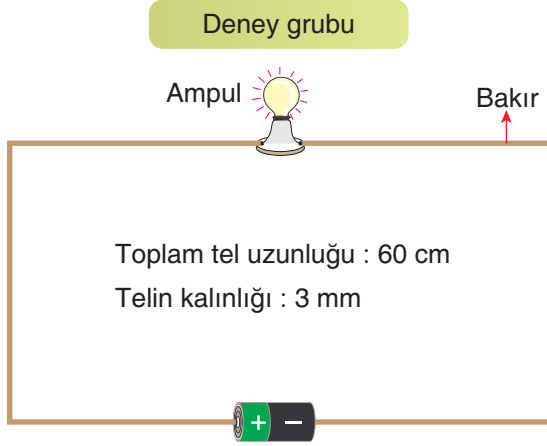 Deney grubu
Ampul
Bakır
Toplam tel uzunluğu : 60 cm
Telin kalınlığı : 3 mm
+ −